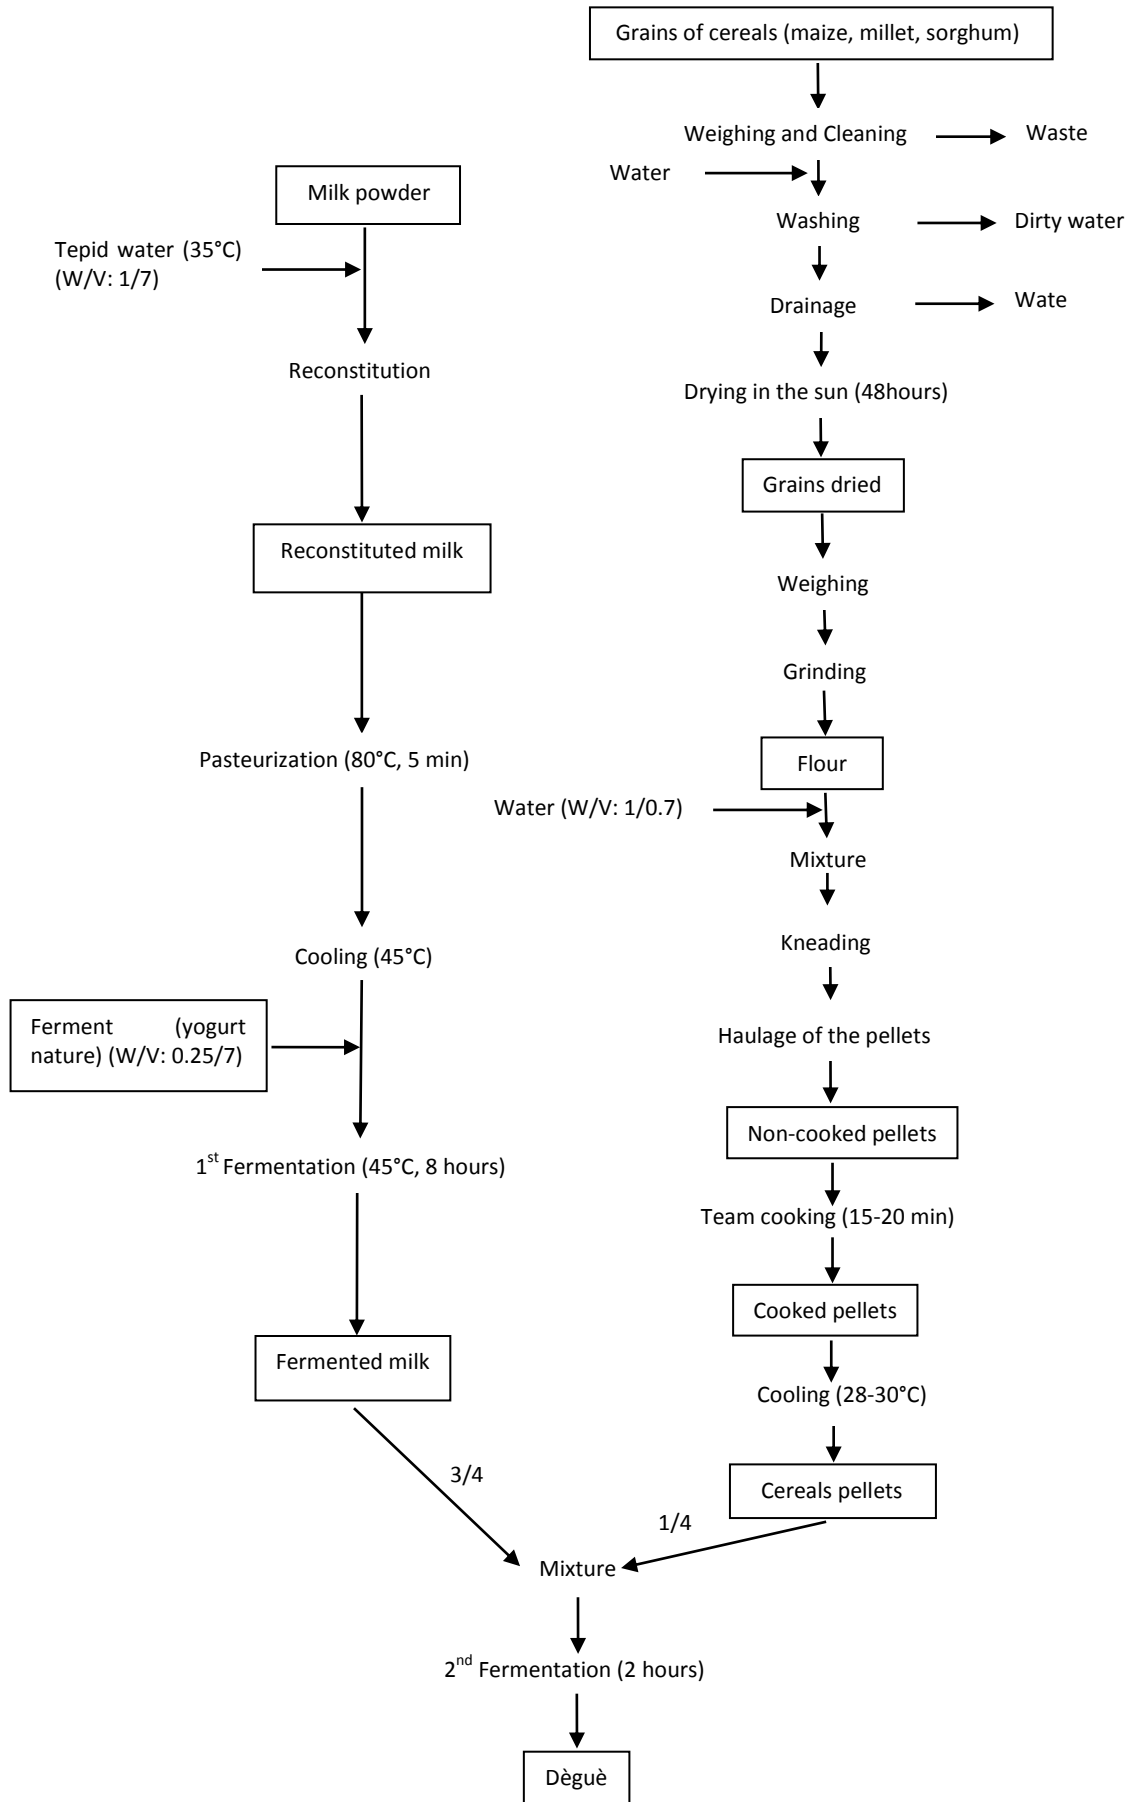 Grains of cereals (maize, millet, sorghum)
Weighing and Cleaning
Waste
Water
Washing
Dirty water
Drainage
Wate
Drying in the sun (48hours)
Grains dried
Weighing
Grinding
Flour
Water (W/V: 1/0.7)
Mixture
Kneading
Haulage of the pellets
Non-cooked pellets
Team cooking (15-20 min)
Cooked pellets
Cooling (28-30°C)
Cereals pellets
1/4
Milk powder
Tepid water (35°C)
(W/V: 1/7)
Reconstitution
Reconstituted milk
Pasteurization (80°C, 5 min)
Cooling (45°C)
Ferment (yogurt
nature) (W/V: 0.25/7)
1st Fermentation (45°C, 8 hours)
Fermented milk
3/4
Mixture
2nd Fermentation (2 hours)
Dèguè